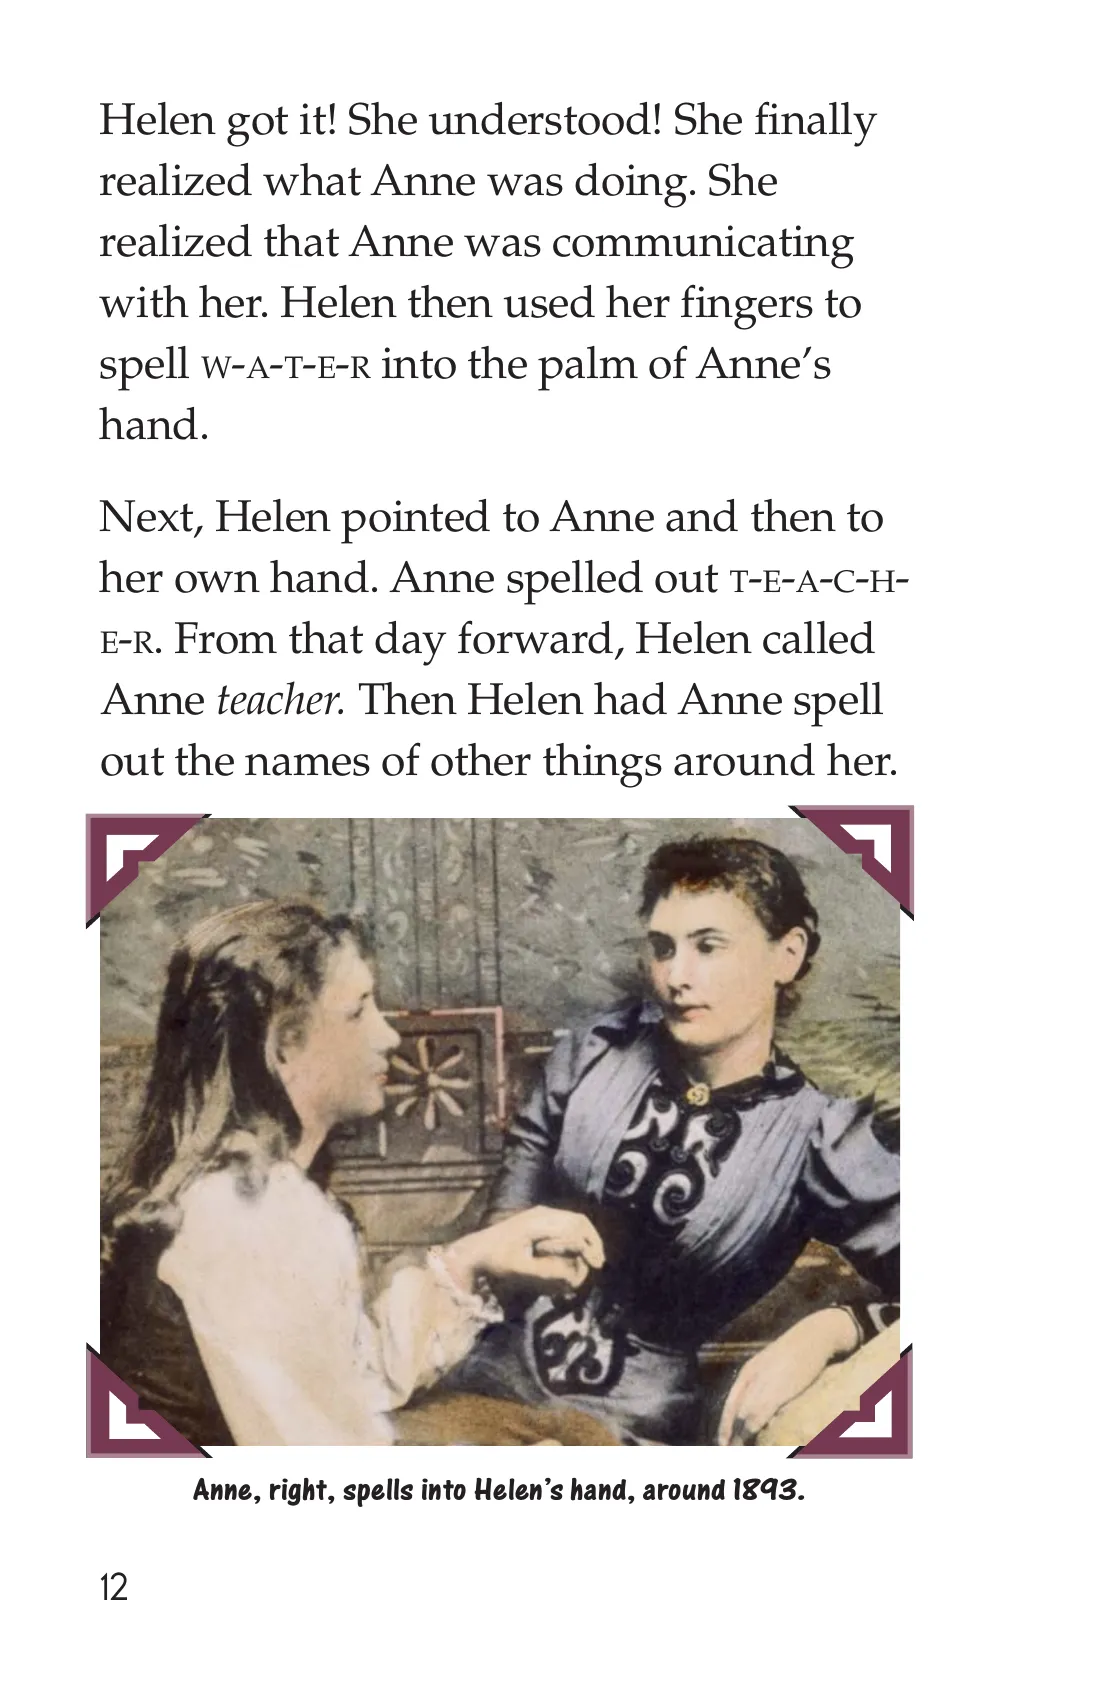 Helen got it! She understood! She finally
realized what Anne was doing. She
realized that Anne was communicating
with her. Helen then used her fingers to
spell W-A-T-E-R into the palm of Anne’s
hand.
Next, Helen pointed to Anne and then to
her own hand. Anne spelled out T-E-A-C-H-
E-R. From that day forward, Helen called
Anne teacher. Then Helen had Anne spell
out the names of other things around her.
Anne, right, spells into Helen’s hand, around 1893.
12